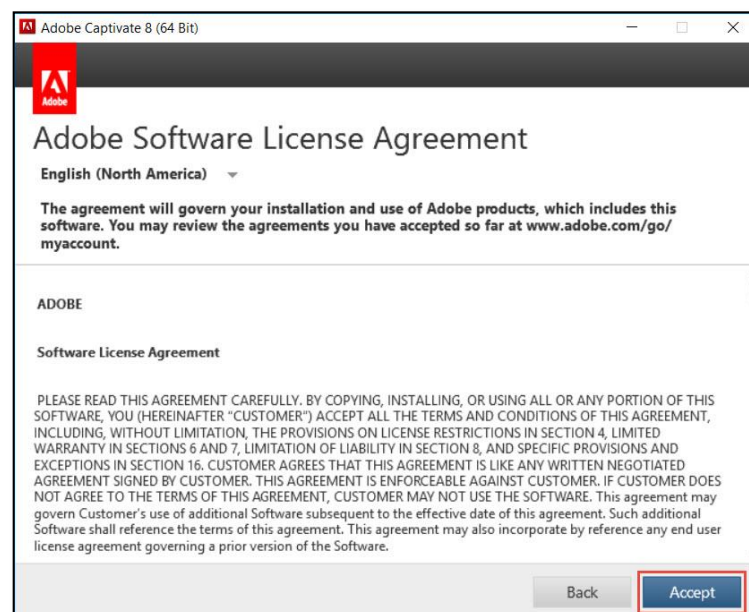 Adobe Captivate 8 (64 Bit)
Adobe
Adobe Software License Agreement
English (North America)
The agreement will govern your installation and use of Adobe products, which includes this
software. You may review the agreements you have accepted so far at www.adobe.com/go/
myaccount.
ADOBE
Software License Agreement
PLEASE READ THIS AGREEMENT CAREFULLY. BY COPYING, INSTALLING, OR USING ALL OR ANY PORTION OF THIS
SOFTWARE, YOU (HEREINAFTER “CUSTOMER”) ACCEPT ALL THE TERMS AND CONDITIONS OF THIS AGREEMENT,
INCLUDING, WITHOUT LIMITATION, THE PROVISIONS ON LICENSE RESTRICTIONS IN SECTION 4, LIMITED
WARRANTY IN SECTIONS 6 AND 7, LIMITATION OF LIABILITY IN SECTION 8, AND SPECIFIC PROVISIONS AND
EXCEPTIONS IN SECTION 16. CUSTOMER AGREES THAT THIS AGREEMENT IS LIKE ANY WRITTEN NEGOTIATED
AGREEMENT SIGNED BY CUSTOMER. THIS AGREEMENT IS ENFORCEABLE AGAINST CUSTOMER. IF CUSTOMER DOES
NOT AGREE TO THE TERMS OF THIS AGREEMENT, CUSTOMER MAY NOT USE THE SOFTWARE. This agreement may
govern Customer's use of additional Software subsequent to the effective date of this agreement. Such additional
Software shall reference the terms of this agreement. This agreement may also incorporate by reference any end user
license agreement governing a prior version of the Software.
Back
Accept